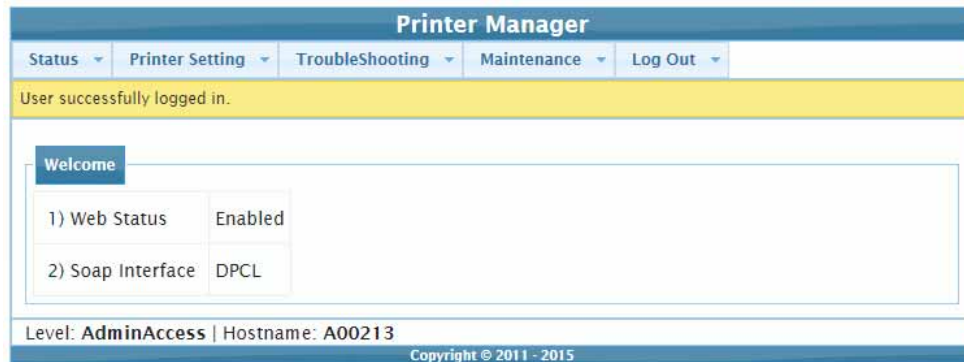 Printer Manager
Status Printer Setting TroubleShooting Maintenance Log Out
User successfully logged in.
Welcome
1) Web Status Enabled
2) Soap Interface DPCL
Level: AdminAccess | Hostname: A00213
Copyright © 2011 - 2015